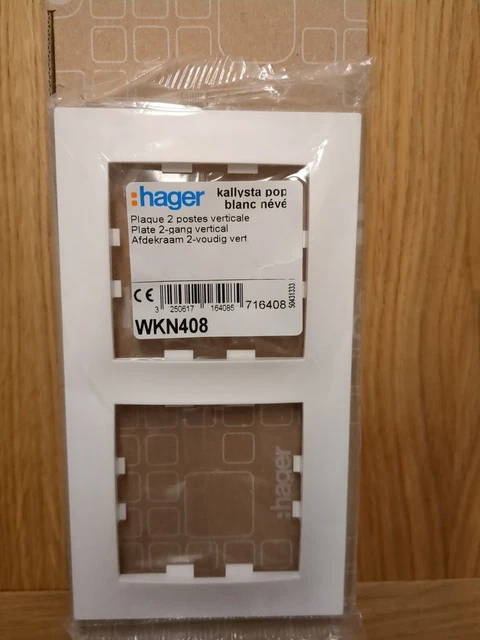 :hager kallysta pop
blanc névé
Plaque 2 postes verticale
Plate 2-gang vertical
Afdekraam 2-voudig vert
CE
3 250617 164085 716408
50431333
WKN408
:hager